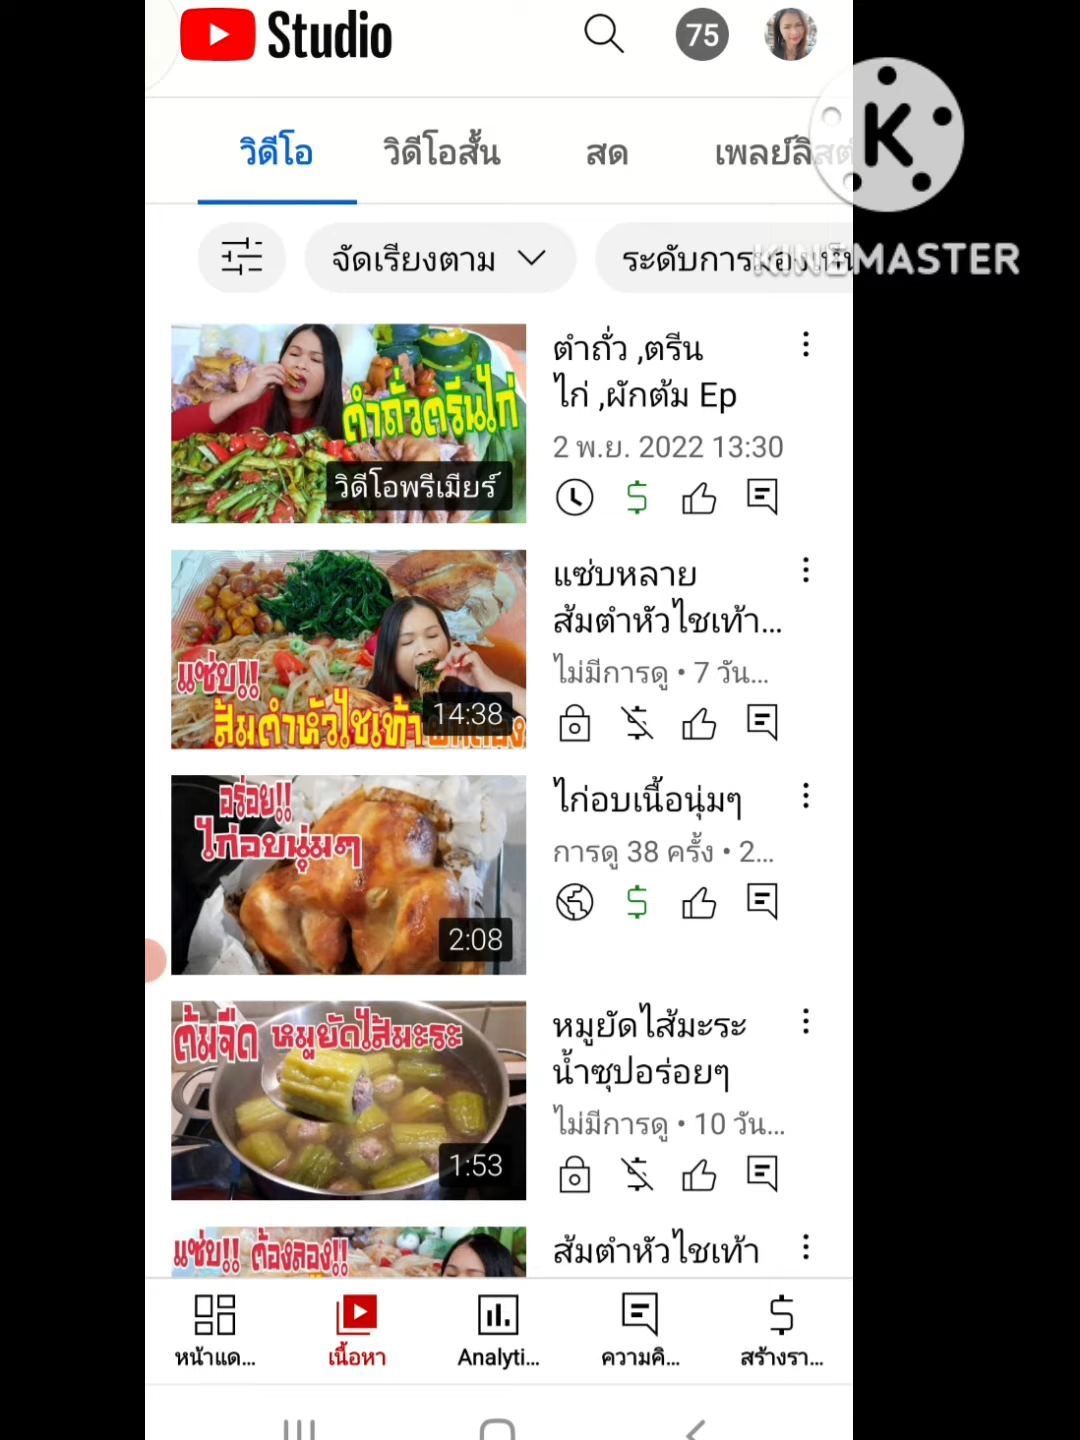 Studio
75
วิดีโอ
วิดีโอสั้น
สด
เพลย์ลิสต์
K
KINEMASTER
จัดเรียงตาม
ระดับการมองเห็น
ตำถั่วตรีนไก่
วิดีโอพรีเมียร์
ตำถั่ว ,ตรีน
ไก่ ,ผักต้ม Ep
2 พ.ย. 2022 13:30
แซ่บ!!
ส้มตำหัวไชเท้า
14:38
แซ่บหลาย
ส้มตำหัวไชเท้า...
ไม่มีการดู • 7 วัน...
อร่อย!!
ไก่อบนุ่มๆ
2:08
ไก่อบเนื้อนุ่มๆ
การดู 38 ครั้ง • 2...
ต้มจืด หมูยัดไส้มะระ
1:53
หมูยัดไส้มะระ
น้ำซุปอร่อยๆ
ไม่มีการดู • 10 วัน...
แซ่บ!! ต้องลอง!!
ส้มตำหัวไชเท้า
หน้าแด...
เนื้อหา
Analyti...
ความคิ...
สร้างรา...